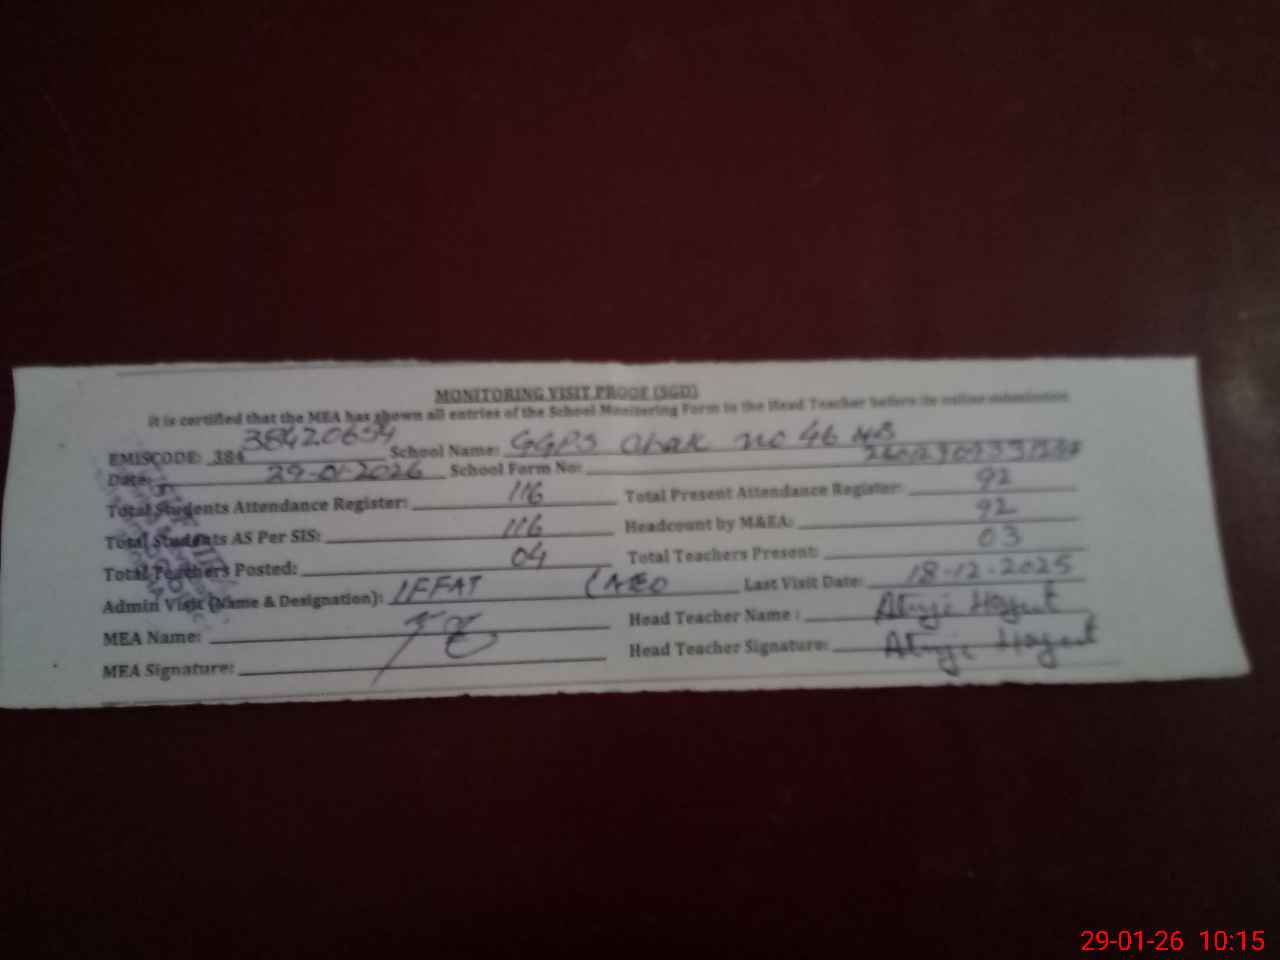 MONITORING VISIT PROOF (SGD)
It is certified that the MEA has shown all entries of the School Monitoring Form to the Head Teacher before its online submission
EMISCODE: 384 38420654 School Name: GGPS Chak no 46 NB
Date: 29-01-2026 School Form No:
Total Students Attendance Register: 116 Total Present Attendance Register: 92
Total Students AS Per SIS: 116 Headcount by M&EA: 92
Total Teachers Posted: 04 Total Teachers Present: 03
Admin Visit (Name & Designation): IFFAT (AEO Last Visit Date: 18-12-2025
MEA Name: Head Teacher Name :
MEA Signature: Head Teacher Signature:
29-01-26 10:15